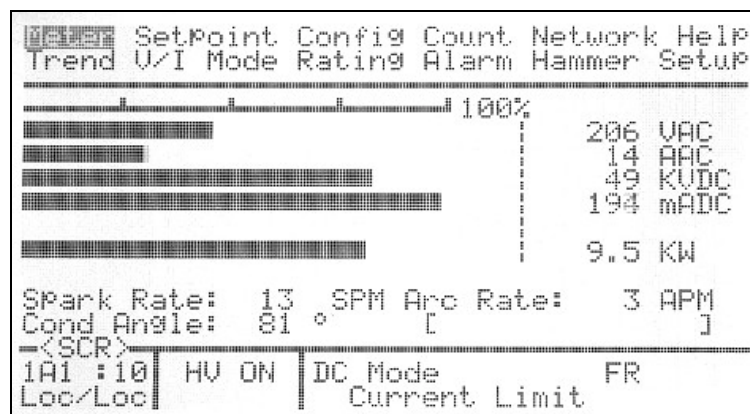 Meter Setpoint Config Count Network Help
Trend V/I Mode Rating Alarm Hammer Setup
100%
206 VAC
14 AAC
49 KVDC
194 mADC
9.5 KW
Spark Rate: 13 SPM Arc Rate: 3 APM
Cond Angle: 81 ° [ ]
<SCR>
1A1 :10 HV ON DC Mode FR
Loc/Loc Current Limit